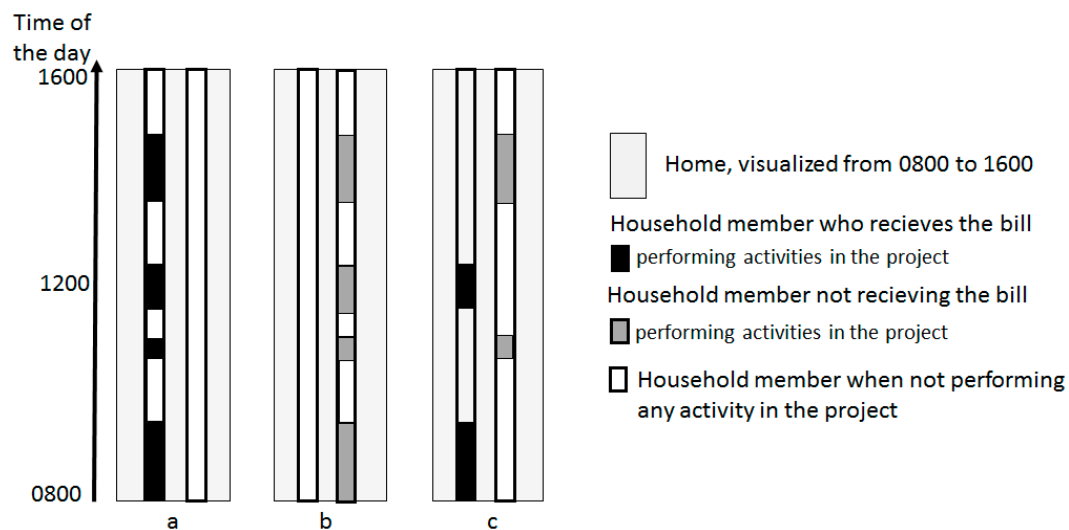 Time of
the day
1600
1200
0800
a
b
c
Home, visualized from 0800 to 1600
Household member who recieves the bill
performing activities in the project
Household member not recieving the bill
performing activities in the project
Household member when not performing
any activity in the project